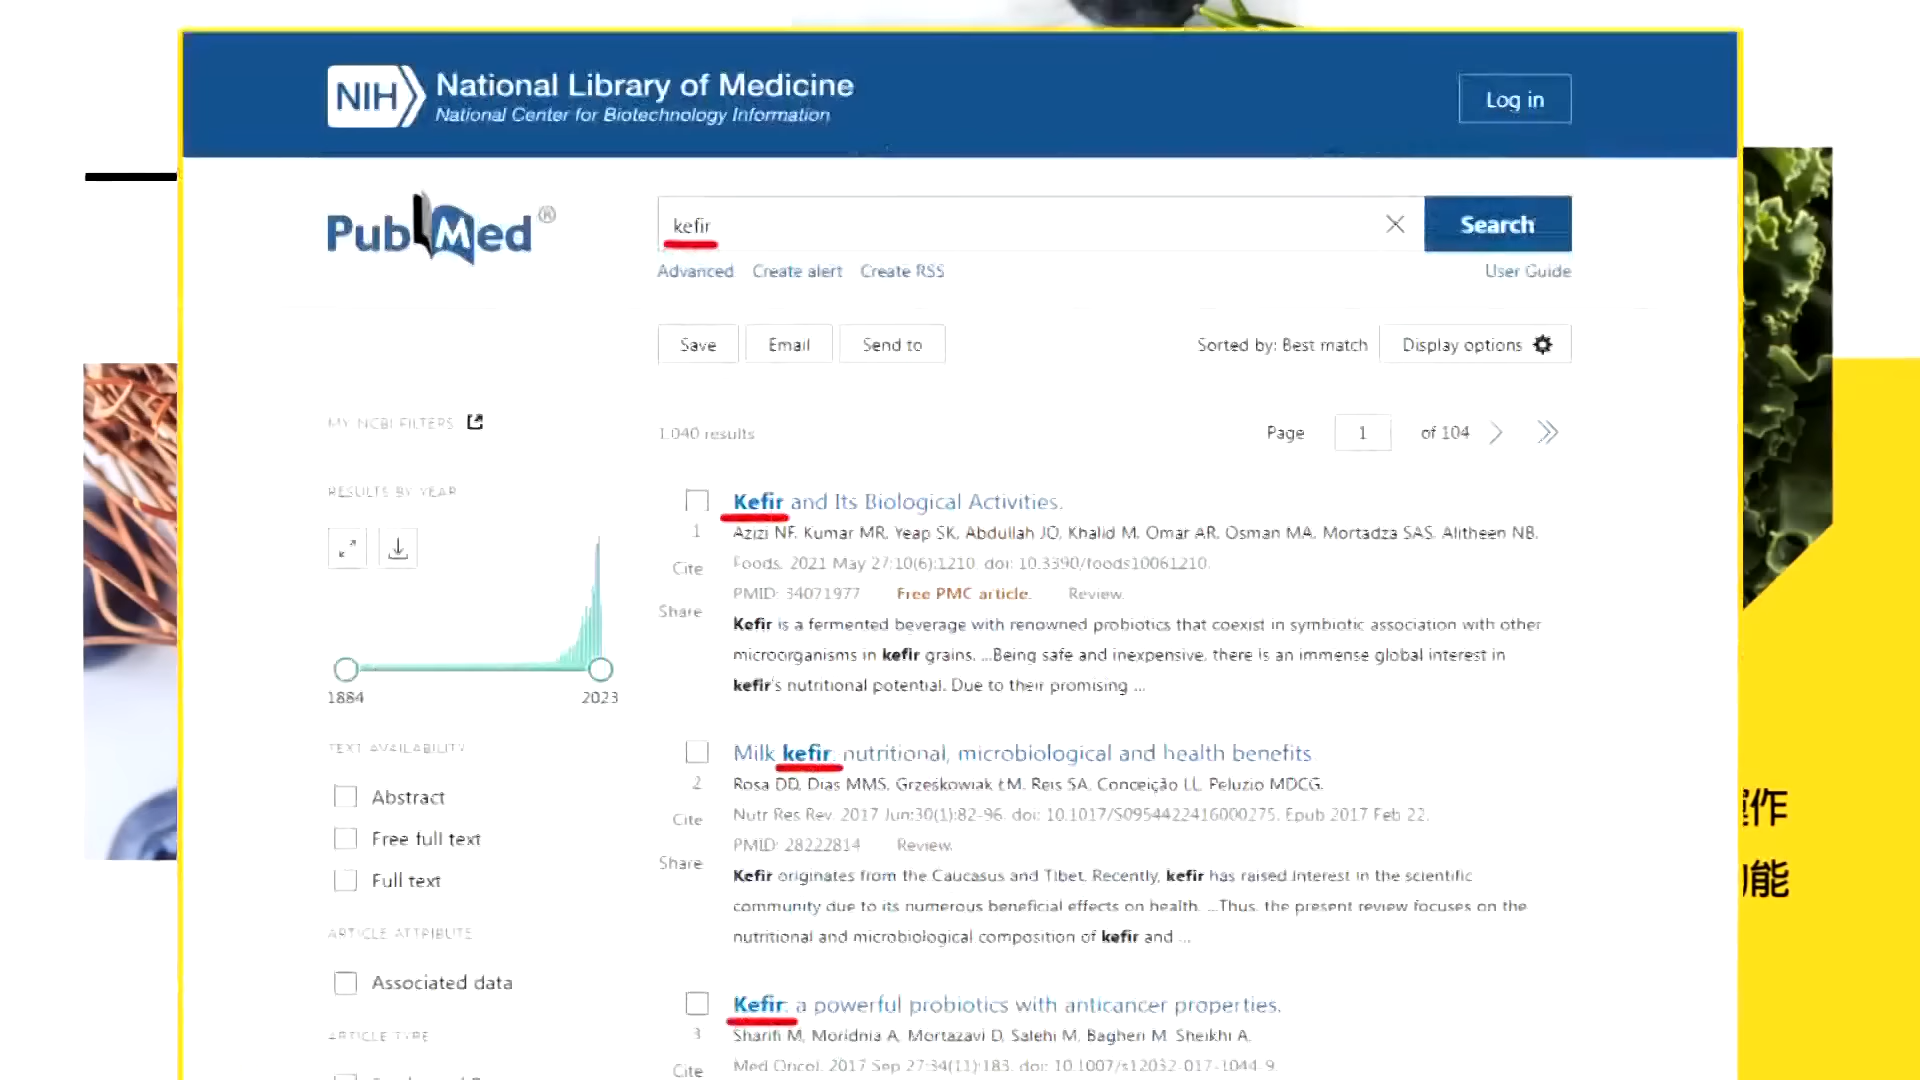 NIH National Library of Medicine
National Center for Biotechnology Information
Log in
PubMed®
kefir
Search
Advanced Create alert Create RSS
User Guide
Save Email Send to
Sorted by: Best match Display options
MY NCBI FILTERS
1,040 results
Page 1 of 104
RESULTS BY YEAR
1884 2023
TEXT AVAILABILITY
Abstract
Free full text
Full text
ARTICLE ATTRIBUTE
Associated data
ARTICLE TYPE
Kefir and Its Biological Activities.
1 Azizi NF, Kumar MR, Yeap SK, Abdullah JO, Khalid M, Omar AR, Osman MA, Mortadza SAS, Alitheen NB.
Cite Foods. 2021 May 27;10(6):1210. doi: 10.3390/foods10061210.
PMID: 34071977 Free PMC article. Review.
Share
Kefir is a fermented beverage with renowned probiotics that coexist in symbiotic association with other
microorganisms in kefir grains. ...Being safe and inexpensive, there is an immense global interest in
kefir's nutritional potential. Due to their promising ...
Milk kefir: nutritional, microbiological and health benefits.
2 Rosa DD, Dias MMS, Grześkowiak ŁM, Reis SA, Conceição LL, Peluzio MDCG.
Cite Nutr Res Rev. 2017 Jun;30(1):82-96. doi: 10.1017/S0954422416000275. Epub 2017 Feb 22.
PMID: 28222814 Review.
Share
Kefir originates from the Caucasus and Tibet. Recently, kefir has raised interest in the scientific
community due to its numerous beneficial effects on health. ...Thus, the present review focuses on the
nutritional and microbiological composition of kefir and ...
Kefir: a powerful probiotics with anticancer properties.
3 Sharifi M, Moridnia A, Mortazavi D, Salehi M, Bagheri M, Sheikhi A.
Cite Med Oncol. 2017 Sep 27;34(11):183. doi: 10.1007/s12032-017-1044-9.
作
能